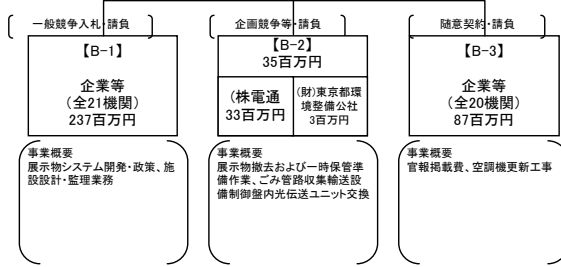 一般競争入札・請負
企画競争等・請負
随意契約・請負
【B-1】
企業等
(全21機関)
237百万円
【B-2】
35百万円
(株電通
33百万円
(財)東京都環
境整備公社
3百万円
【B-3】
企業等
(全20機関)
87百万円
事業概要
展示物システム開発・政策、施
設設計・監理業務
事業概要
展示物撤去および一時保管準
備作業、ごみ管路収集輸送設
備制御盤内光伝送ユニット交換
事業概要
官報掲載費、空調機更新工事